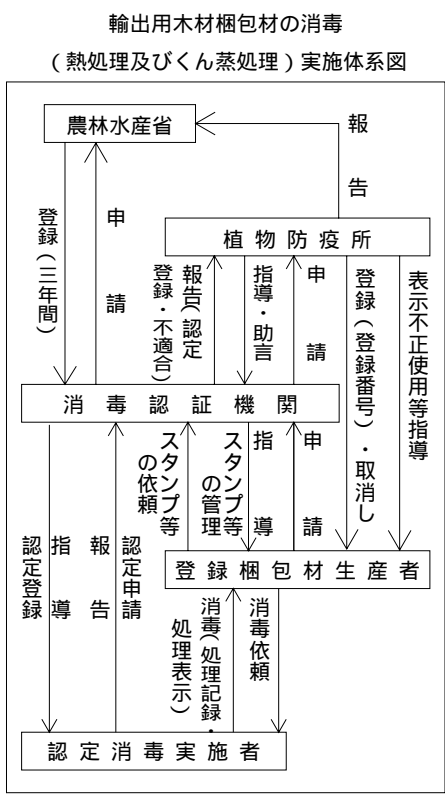 輸出用木材梱包材の消毒
(熱処理及びくん蒸処理)実施体系図
農林水産省
報告
植物防疫所
登録(三年間)
申請
報告(認定
登録・不適合)
指導・助言
申請
登録(登録番号)・取消し
表示不正使用等指導
消毒認証機関
スタンプ等
の依頼
スタンプ等
の管理
指導
申請
登録梱包材生産者
認定登録
指導
報告
認定申請
消毒(処理記録・
処理表示)
消毒依頼
認定消毒実施者